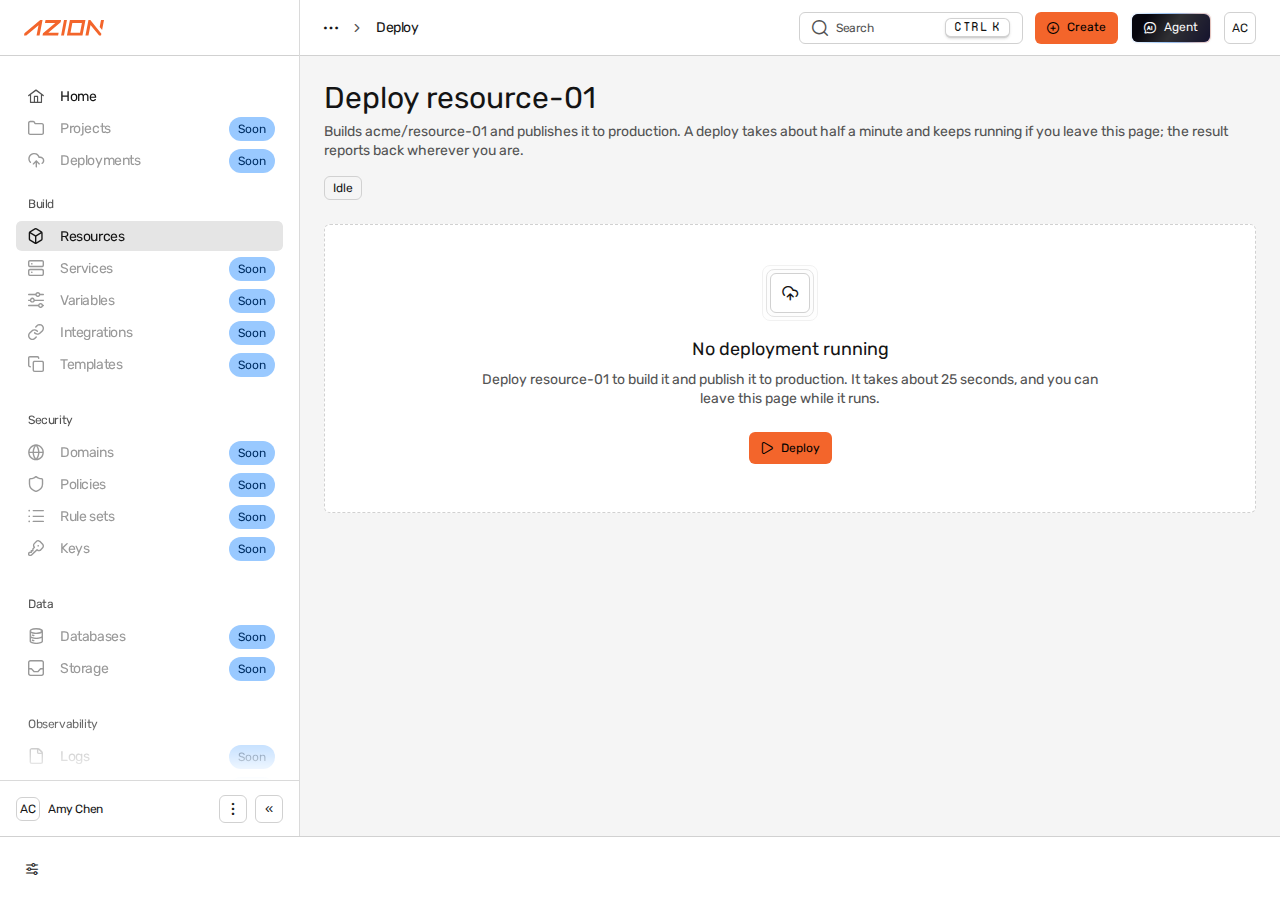 AZION
Deploy
Search
CTRL K
Create
AI
Agent
AC
Home
Projects
Soon
Deployments
Soon
Build
Resources
Services
Soon
Variables
Soon
Integrations
Soon
Templates
Soon
Security
Domains
Soon
Policies
Soon
Rule sets
Soon
Keys
Soon
Data
Databases
Soon
Storage
Soon
Observability
Logs
Soon
AC
Amy Chen
Deploy resource-01
Builds acme/resource-01 and publishes it to production. A deploy takes about half a minute and keeps running if you leave this page; the result
reports back wherever you are.
Idle
No deployment running
Deploy resource-01 to build it and publish it to production. It takes about 25 seconds, and you can
leave this page while it runs.
Deploy